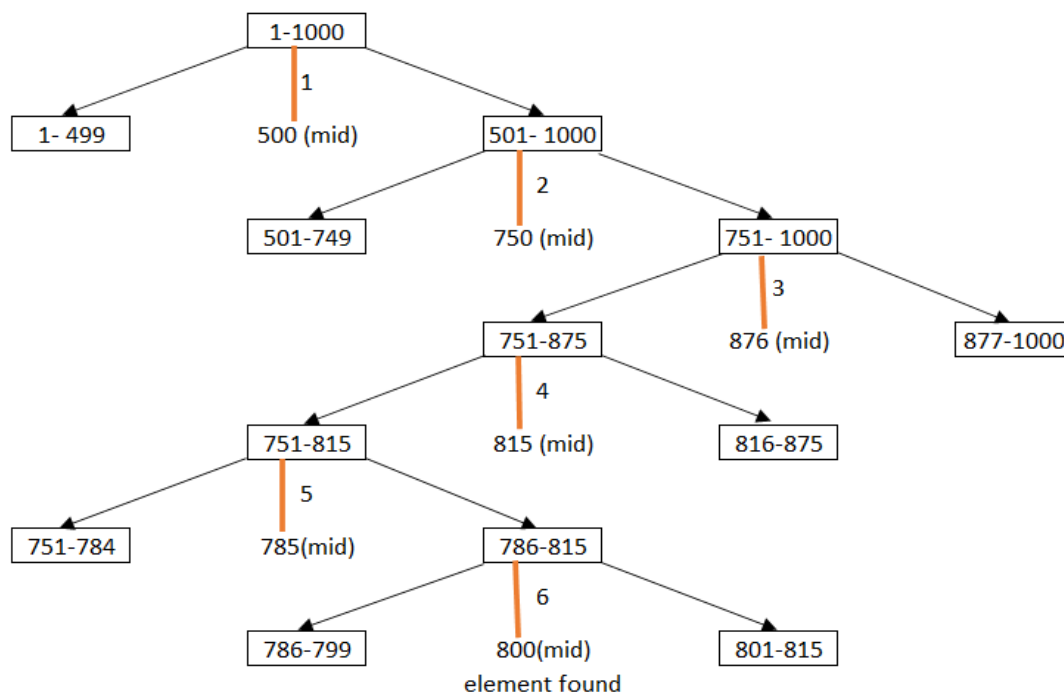 1-1000
1
1- 499
500 (mid)
501- 1000
2
501-749
750 (mid)
751- 1000
3
751-875
876 (mid)
877-1000
4
751-815
815 (mid)
816-875
5
751-784
785(mid)
786-815
6
786-799
800(mid)
801-815
element found